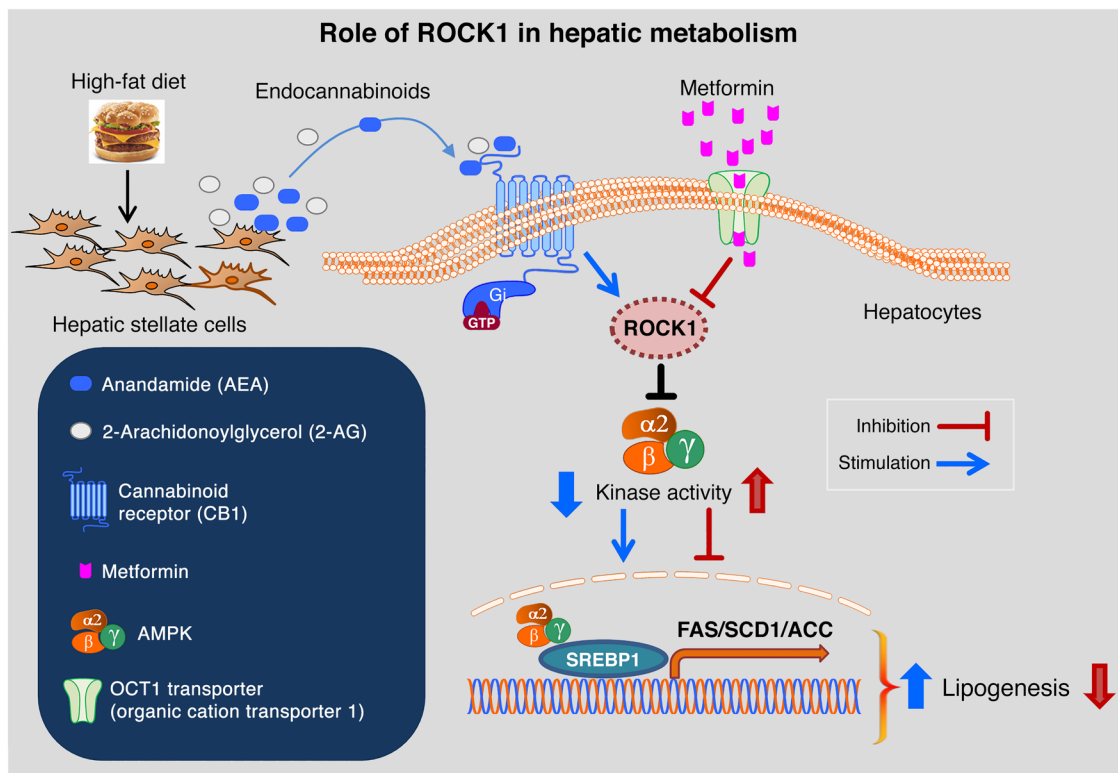 Role of ROCK1 in hepatic metabolism
High-fat diet
Endocannabinoids
Metformin
Gi
GTP
ROCK1
Hepatocytes
Hepatic stellate cells
Anandamide (AEA)
2-Arachidonoylglycerol (2-AG)
Cannabinoid
receptor (CB1)
Metformin
α2
β
γ
AMPK
OCT1 transporter
(organic cation transporter 1)
α2
β
γ
Kinase activity
Inhibition
Stimulation
α2
β
γ
SREBP1
FAS/SCD1/ACC
Lipogenesis